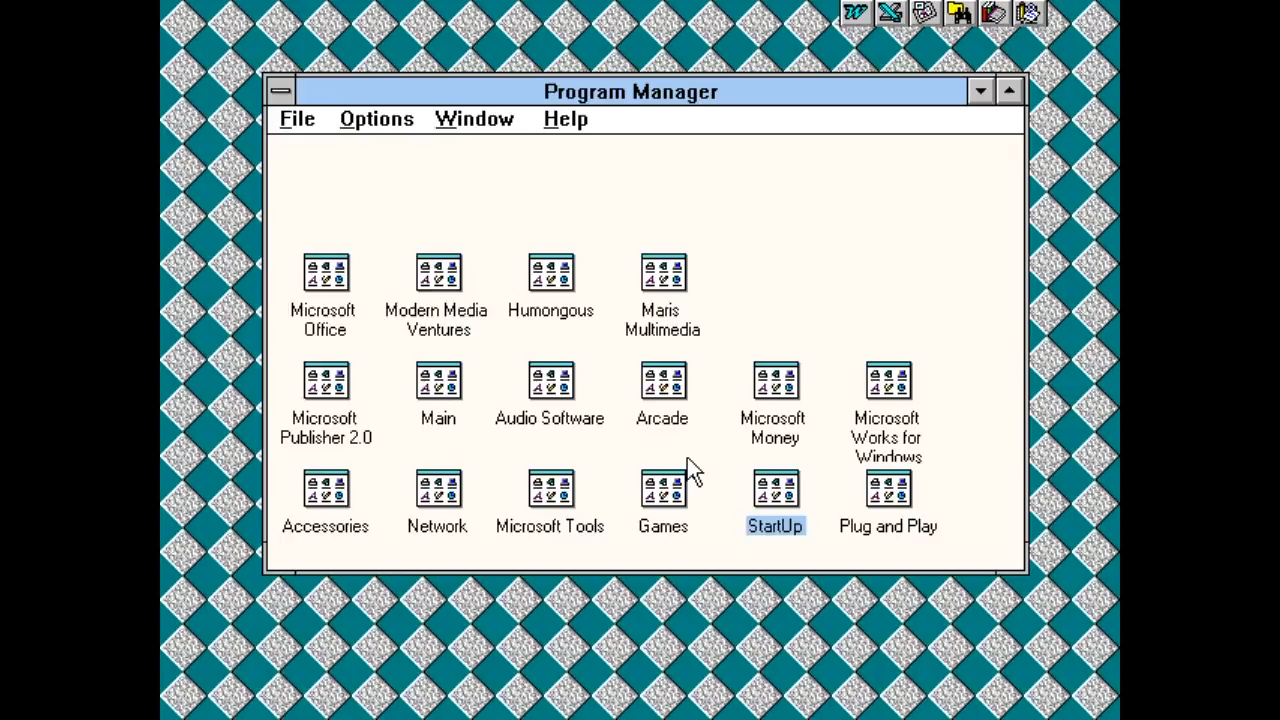 Program Manager
File Options Window Help
Microsoft Office
Modern Media Ventures
Humongous
Maris Multimedia
Microsoft Publisher 2.0
Main
Audio Software
Arcade
Microsoft Money
Microsoft Works for Windows
Accessories
Network
Microsoft Tools
Games
StartUp
Plug and Play